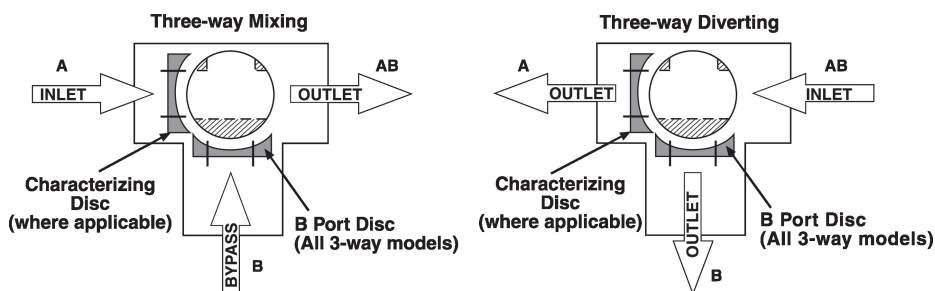 Three-way Mixing
A
INLET
AB
OUTLET
Characterizing
Disc
(where applicable)
BYPASS
B
B Port Disc
(All 3-way models)
Three-way Diverting
A
OUTLET
AB
INLET
Characterizing
Disc
(where applicable)
OUTLET
B
B Port Disc
(All 3-way models)